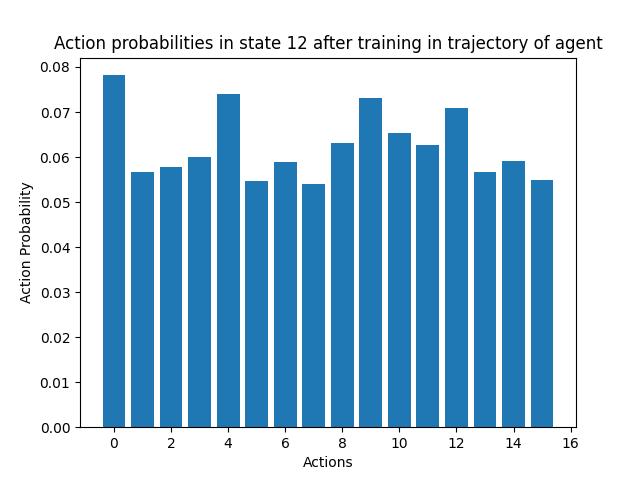 Action probabilities in state 12 after training in trajectory of agent
0.08
0.07
0.06
0.05
0.04
0.03
0.02
0.01
0.00
Action Probability
0 2 4 6 8 10 12 14 16
Actions